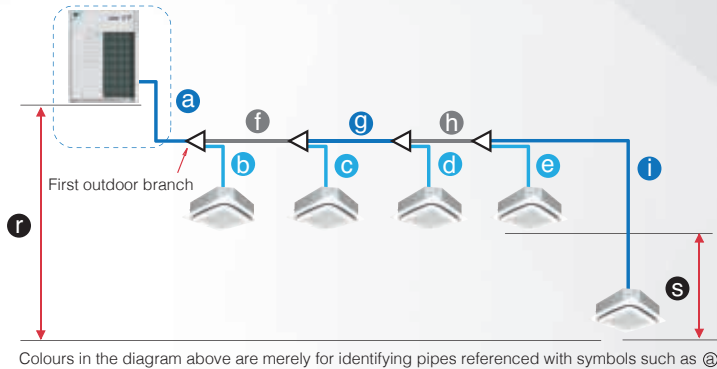 a
f
g
h
b
c
d
e
i
First outdoor branch
r
s
Colours in the diagram above are merely for identifying pipes referenced with symbols such as ⓐ